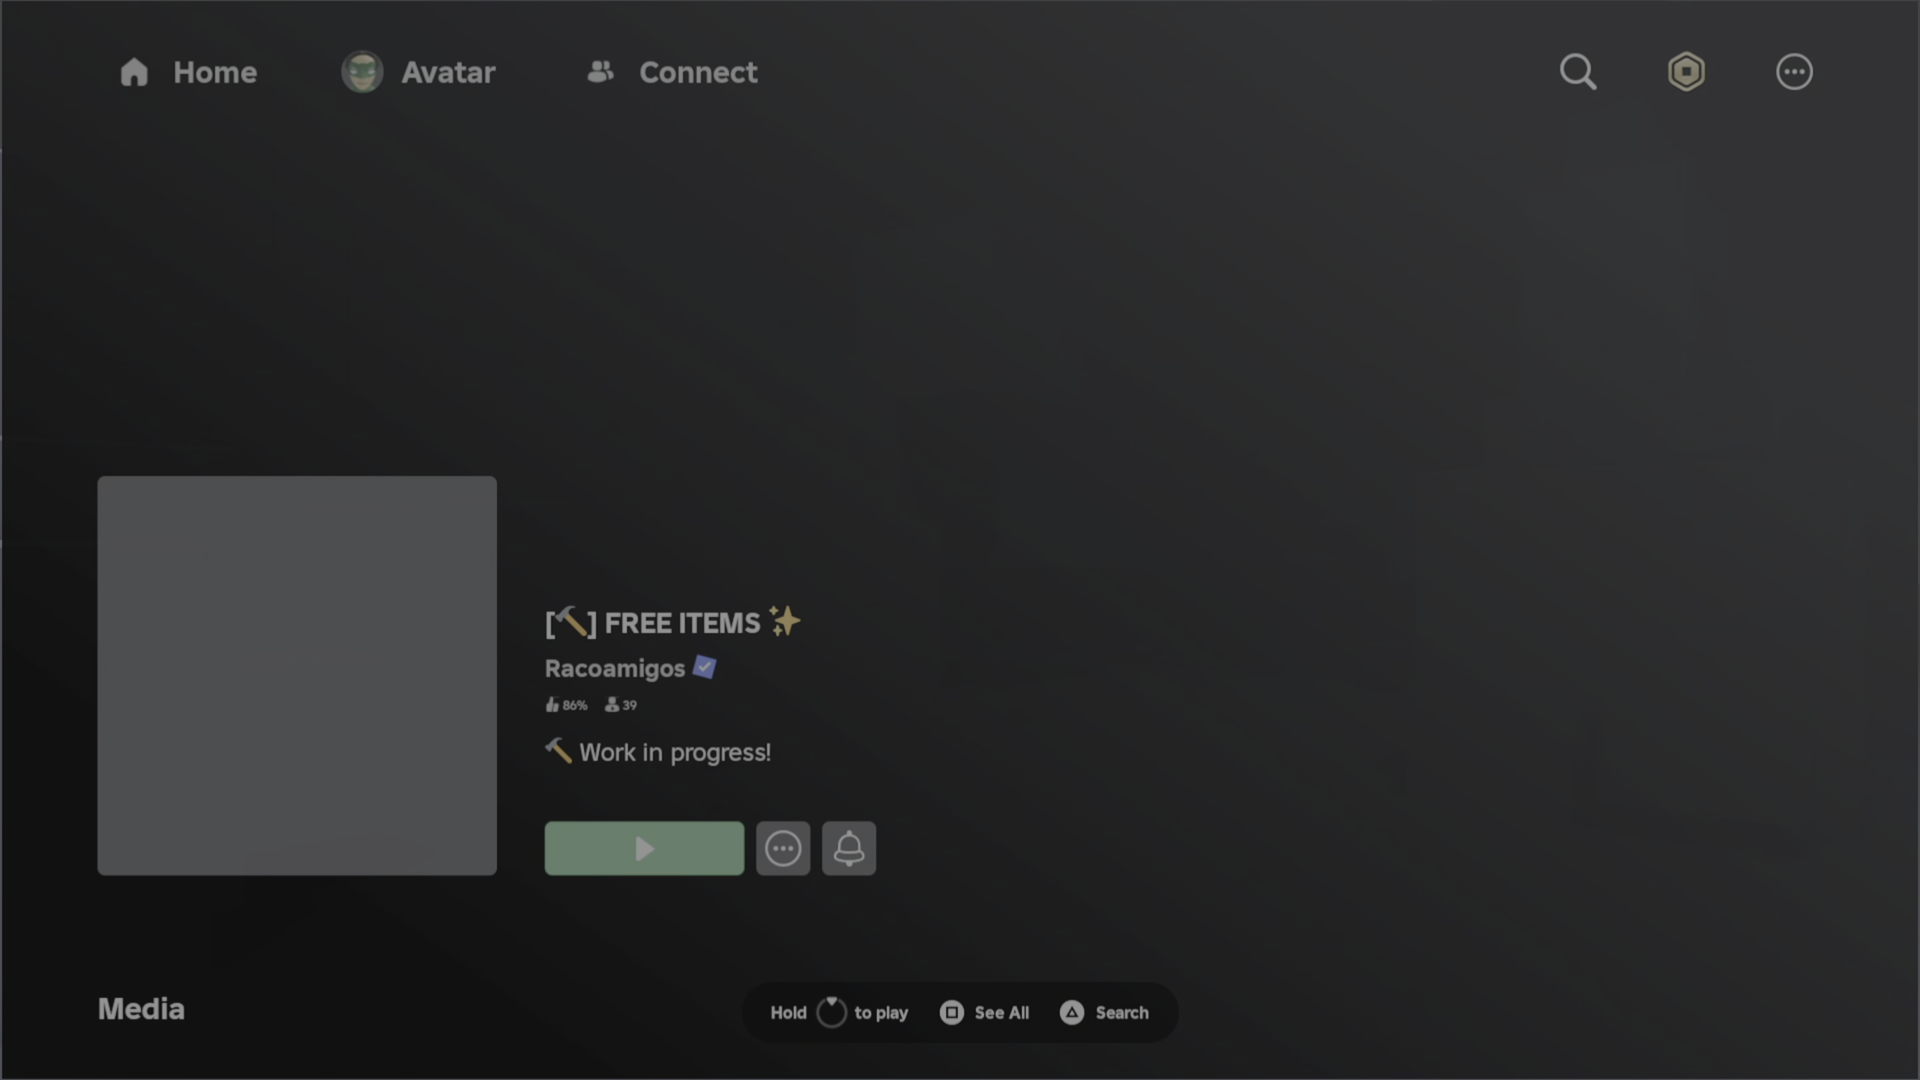 Home
Avatar
Connect
[🔨] FREE ITEMS ✨
Racoamigos
86% 39
🔨 Work in progress!
Media
Hold to play
See All
Search